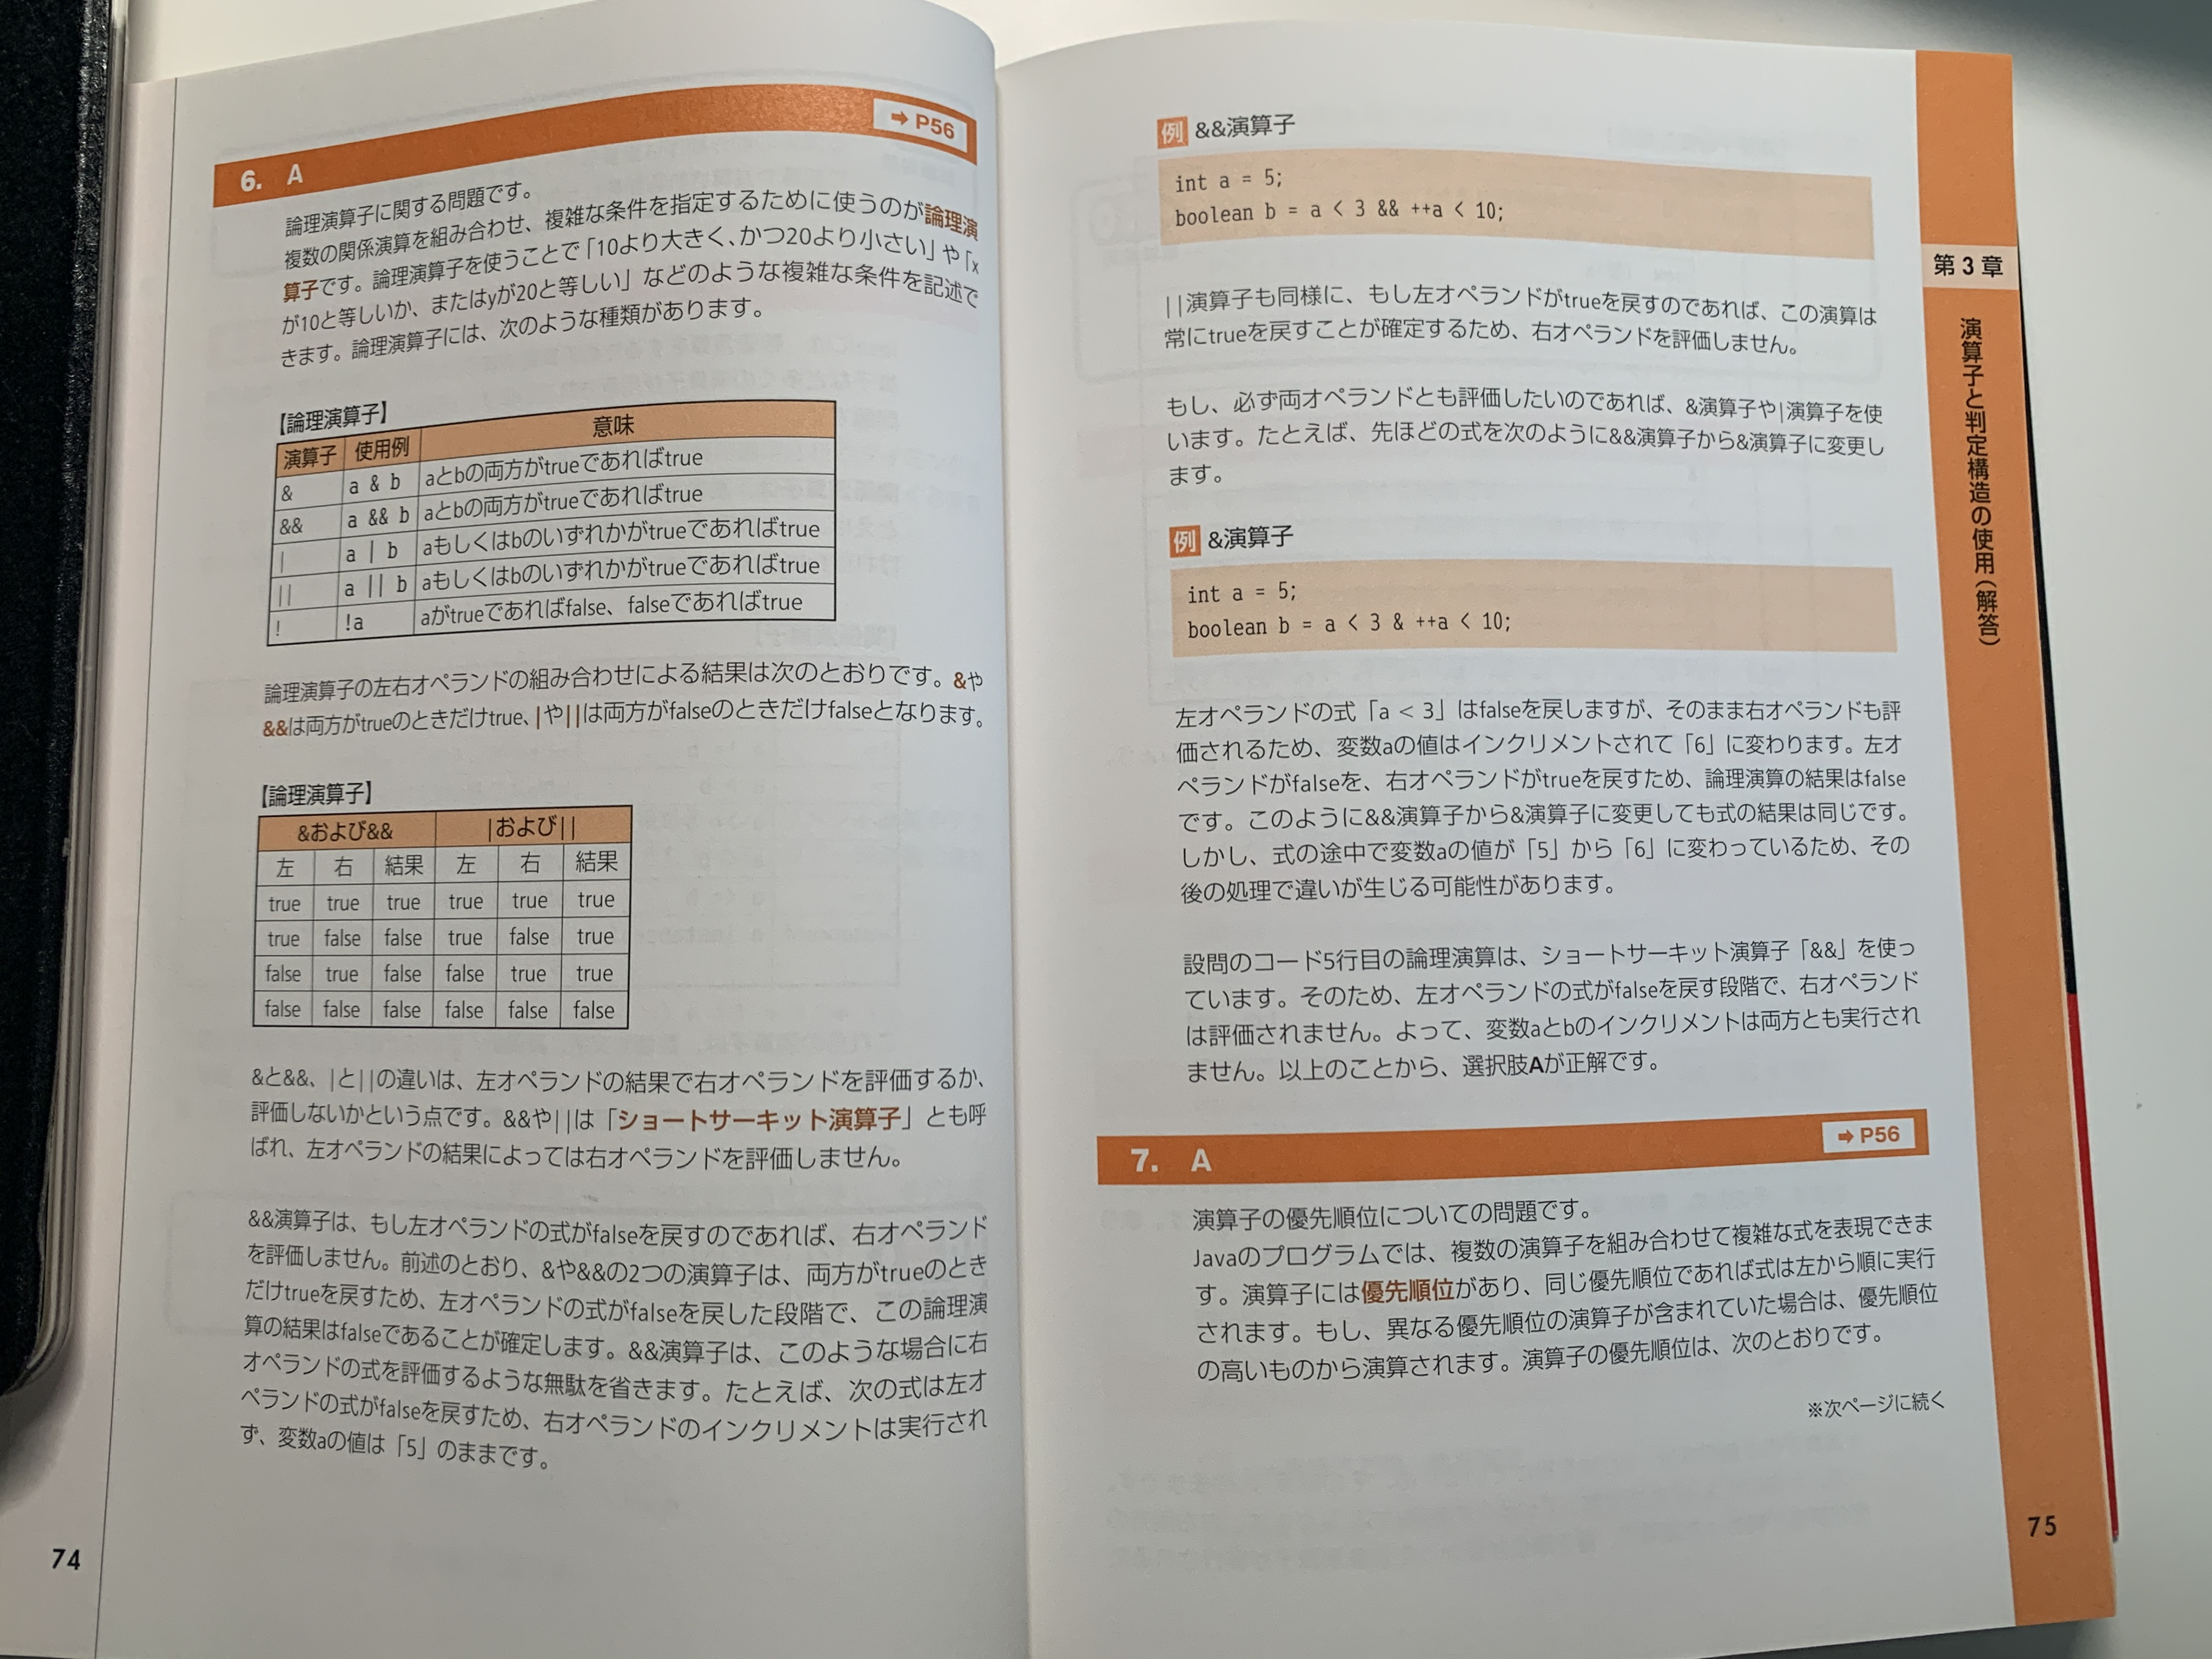 6. A
➡ P56
論理演算子に関する問題です。
複数の関係演算を組み合わせ、複雑な条件を指定するために使うのが論理演
算子です。論理演算子を使うことで「10より大きく、かつ20より小さい」や「x
が10と等しいか、またはyが20と等しい」などのような複雑な条件を記述で
きます。論理演算子には、次のような種類があります。
【論理演算子】
演算子 使用例 意味
& a & b aとbの両方がtrueであればtrue
&& a && b aとbの両方がtrueであればtrue
| a | b aもしくはbのいずれかがtrueであればtrue
|| a || b aもしくはbのいずれかがtrueであればtrue
! !a aがtrueであればfalse、falseであればtrue
論理演算子の左右オペランドの組み合わせによる結果は次のとおりです。&や
&&は両方がtrueのときだけtrue、|や||は両方がfalseのときだけfalseとなります。
【論理演算子】
&および&& |および||
左 右 結果 左 右 結果
true true true true true true
true false false true false true
false true false false true true
false false false false false false
&と&&、|と||の違いは、左オペランドの結果で右オペランドを評価するか、
評価しないかという点です。&&や||は「ショートサーキット演算子」とも呼
ばれ、左オペランドの結果によっては右オペランドを評価しません。
&&演算子は、もし左オペランドの式がfalseを戻すのであれば、右オペランド
を評価しません。前述のとおり、&や&&の2つの演算子は、両方がtrueのとき
だけtrueを戻すため、左オペランドの式がfalseを戻した段階で、この論理演
算の結果はfalseであることが確定します。&&演算子は、このような場合に右
オペランドの式を評価するような無駄を省きます。たとえば、次の式は左オ
ペランドの式がfalseを戻すため、右オペランドのインクリメントは実行され
ず、変数aの値は「5」のままです。
74
例 &&演算子
int a = 5;
boolean b = a < 3 && ++a < 10;
||演算子も同様に、もし左オペランドがtrueを戻すのであれば、この演算は
常にtrueを戻すことが確定するため、右オペランドを評価しません。
もし、必ず両オペランドとも評価したいのであれば、&演算子や|演算子を使
います。たとえば、先ほどの式を次のように&&演算子から&演算子に変更し
ます。
例 &演算子
int a = 5;
boolean b = a < 3 & ++a < 10;
左オペランドの式「a < 3」はfalseを戻しますが、そのまま右オペランドも評
価されるため、変数aの値はインクリメントされて「6」に変わります。左オ
ペランドがfalseを、右オペランドがtrueを戻すため、論理演算の結果はfalse
です。このように&&演算子から&演算子に変更しても式の結果は同じです。
しかし、式の途中で変数aの値が「5」から「6」に変わっているため、その
後の処理で違いが生じる可能性があります。
設問のコード5行目の論理演算は、ショートサーキット演算子「&&」を使っ
ています。そのため、左オペランドの式がfalseを戻す段階で、右オペランド
は評価されません。よって、変数aとbのインクリメントは両方とも実行され
ません。以上のことから、選択肢Aが正解です。
7. A
➡ P56
演算子の優先順位についての問題です。
Javaのプログラムでは、複数の演算子を組み合わせて複雑な式を表現できま
す。演算子には優先順位があり、同じ優先順位であれば式は左から順に実行
されます。もし、異なる優先順位の演算子が含まれていた場合は、優先順位
の高いものから演算されます。演算子の優先順位は、次のとおりです。
※次ページに続く
第3章
演算子と判定構造の使用(解答)
75